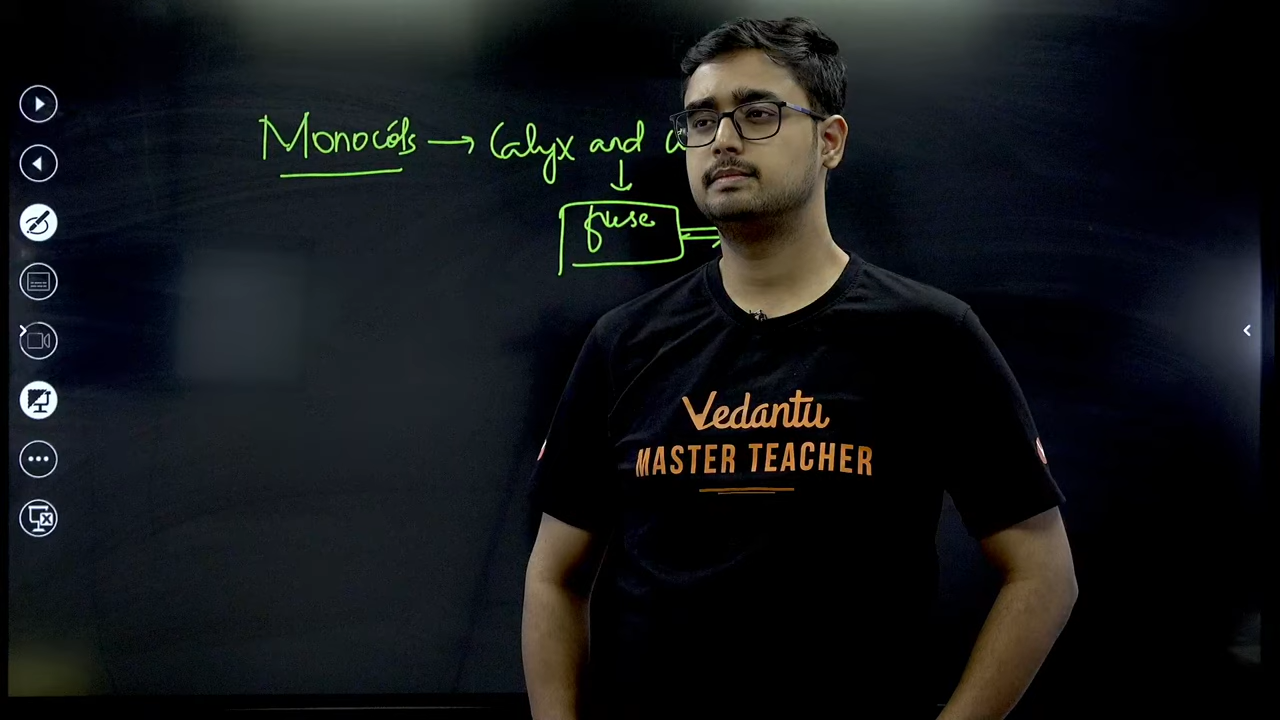 Monocots → Calyx and
fuse
Vedantu
MASTER TEACHER